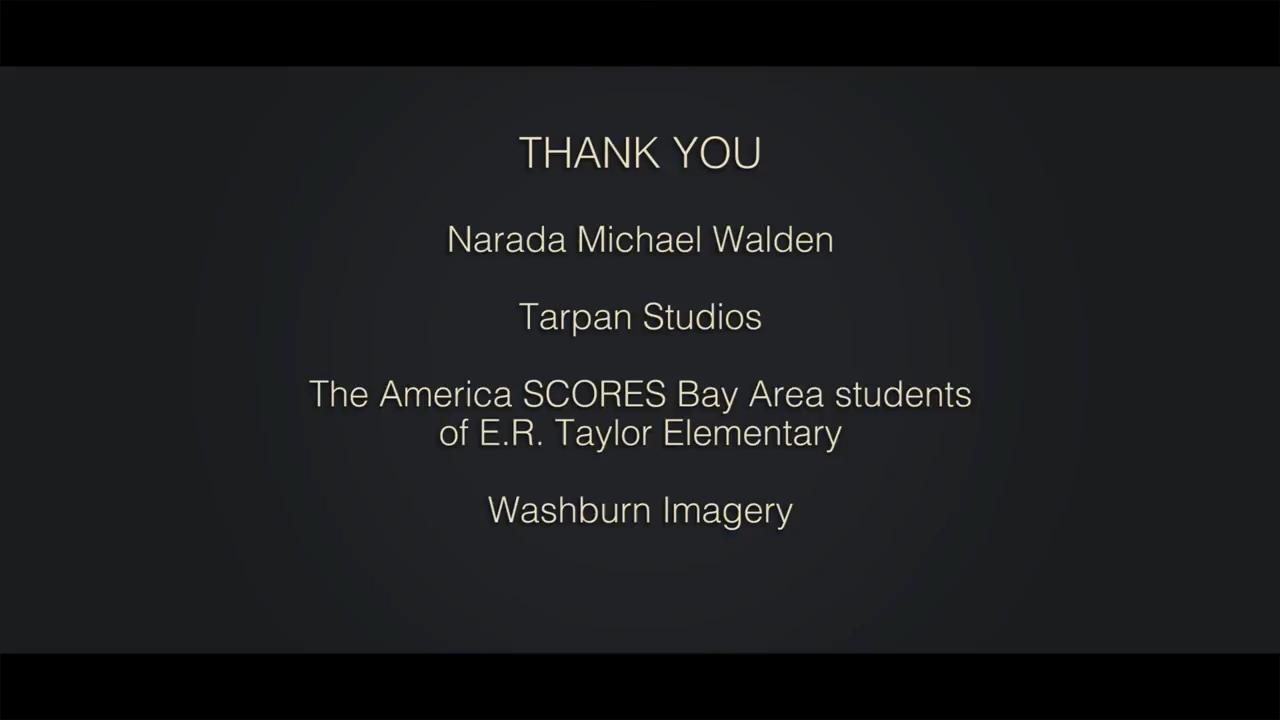 THANK YOU
Narada Michael Walden
Tarpan Studios
The America SCORES Bay Area students
of E.R. Taylor Elementary
Washburn Imagery